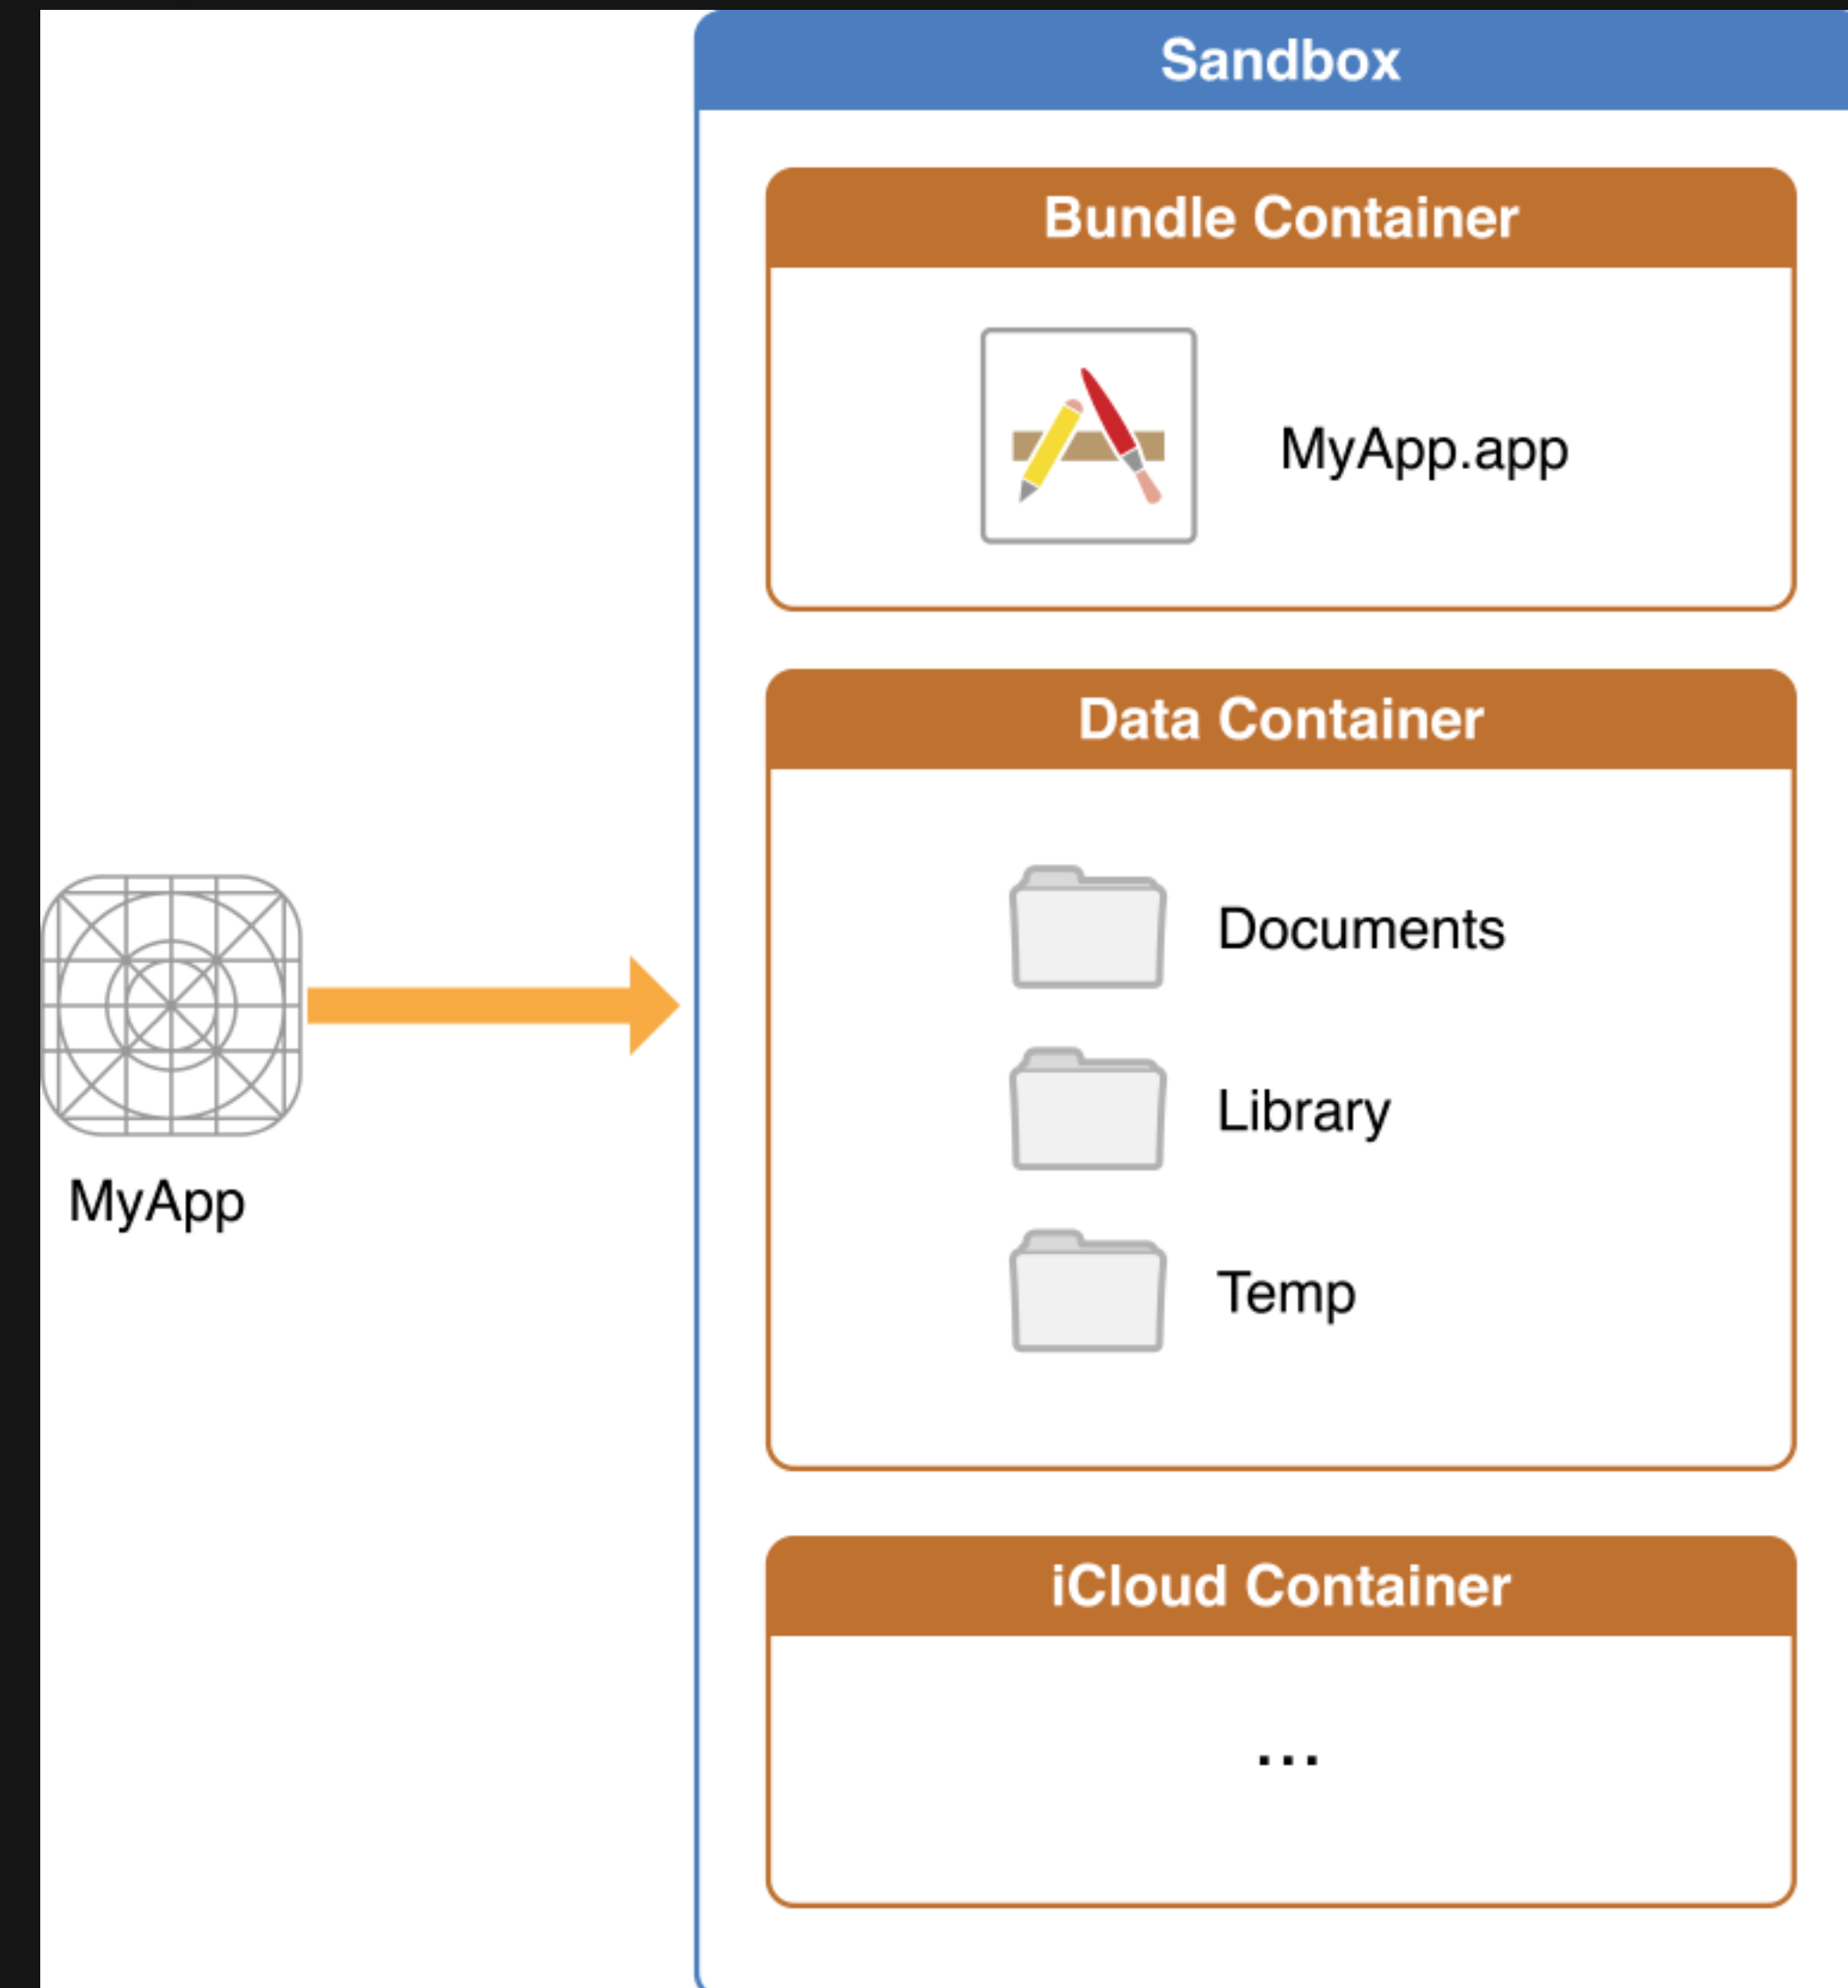 Sandbox
Bundle Container
MyApp.app
Data Container
Documents
Library
Temp
MyApp
iCloud Container
...